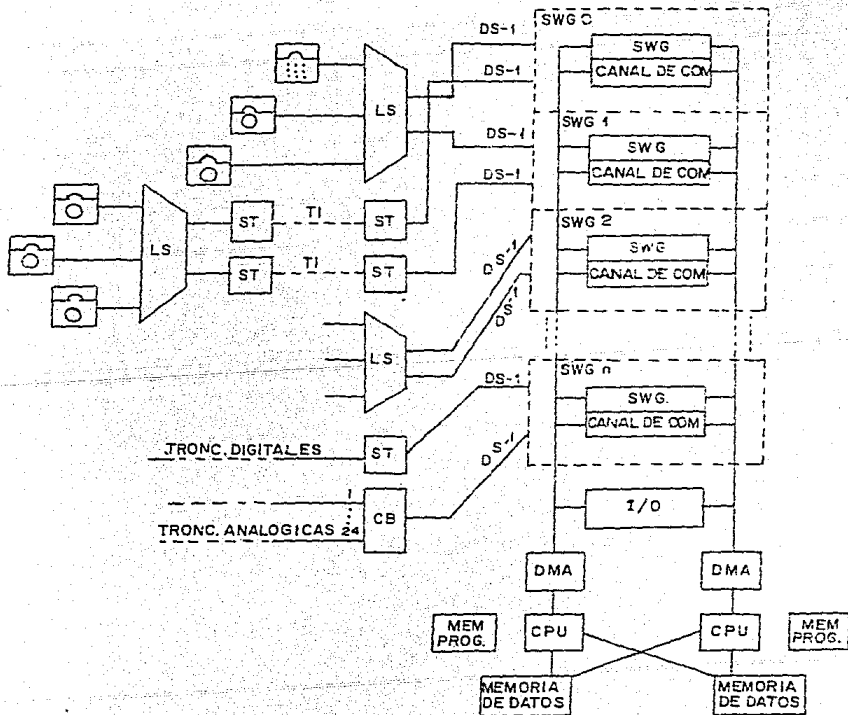 SWG 0
DS-1
SWG
CANAL DE COM
DS-1
LS
SWG 1
DS-1
SWG
CANAL DE COM
DS-1
LS
ST
T1
ST
SWG 2
SWG
CANAL DE COM
ST
T1
ST
DS-1
DS-1
LS
SWG n
DS-1
SWG.
CANAL DE COM
TRONC. DIGITALES
ST
DS-1
1
24
CB
TRONC. ANALOGICAS
I/O
DMA
DMA
MEM
PROG.
CPU
CPU
MEM
PROG.
MEMORIA
DE DATOS
MEMORIA
DE DATOS